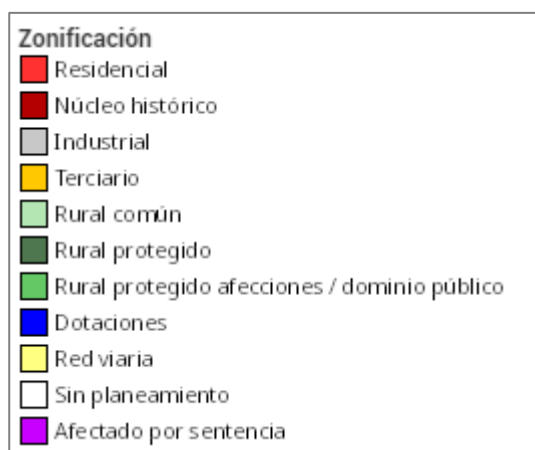 Zonificación
Residencial
Núcleo histórico
Industrial
Terciario
Rural común
Rural protegido
Rural protegido afecciones / dominio público
Dotaciones
Red viaria
Sin planeamiento
Afectado por sentencia